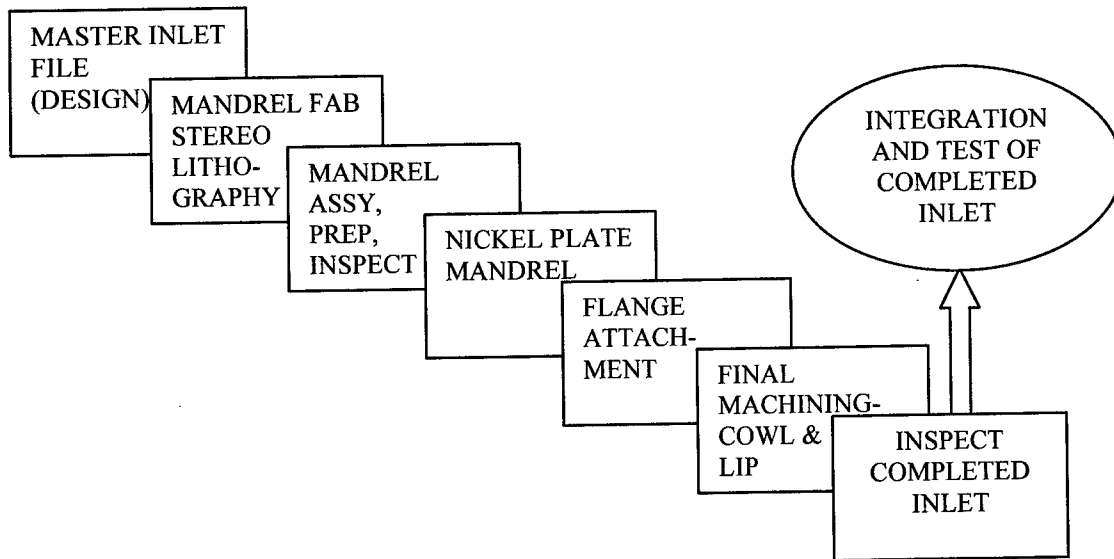 MASTER INLET
FILE
(DESIGN)
MANDREL FAB
STEREO
LITHO-
GRAPHY
MANDREL
ASSY,
PREP,
INSPECT
NICKEL PLATE
MANDREL
FLANGE
ATTACH-
MENT
FINAL
MACHINING-
COWL &
LIP
INSPECT
COMPLETED
INLET
INTEGRATION
AND TEST OF
COMPLETED
INLET